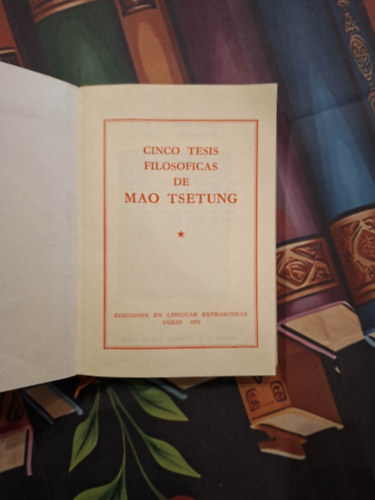 CINCO TESIS
FILOSOFICAS
DE
MAO TSETUNG
EDICIONES EN LENGUAS EXTRANJERAS
PEKIN